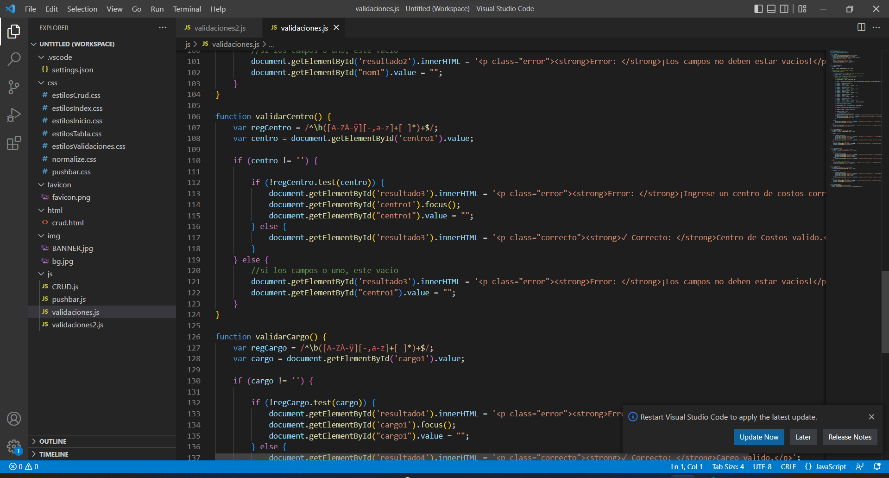 File Edit Selection View Go Run Terminal Help
validaciones.js - Untitled (Workspace) - Visual Studio Code
EXPLORER
UNTITLED (WORKSPACE)
.vscode
settings.json
css
estilosCrud.css
estilosIndex.css
estilosInicio.css
estilosTabla.css
estilosValidaciones.css
normalize.css
pushbar.css
favicon
favicon.png
html
crud.html
img
BANNER.jpg
bg.jpg
js
CRUD.js
pushbar.js
validaciones.js
validaciones2.js
OUTLINE
TIMELINE
validaciones2.js
validaciones.js
js > validaciones.js > ...
100 //si los campos o uno, este vacio
101 document.getElementById('resultado2').innerHTML = '<p class="error"><strong>Error: </strong>¡Los campos no deben estar vacios!</p
102 document.getElementById("nom1").value = "";
103 }
104 }
105
106 function validarCentro() {
107 var regCentro = /^\b([A-ZÀ-ÿ][-,a-z]+[ ]*)+$/;
108 var centro = document.getElementById('centro1').value;
109
110 if (centro != '') {
111
112 if (!regCentro.test(centro)) {
113 document.getElementById('resultado3').innerHTML = '<p class="error"><strong>Error: </strong>¡Ingrese un centro de costos corr
114 document.getElementById('centro1').focus();
115 document.getElementById("centro1").value = "";
116 } else {
117 document.getElementById('resultado3').innerHTML = '<p class="correcto"><strong>✓ Correcto: </strong>Centro de Costos valido.<
118 }
119 } else {
120 //si los campos o uno, este vacio
121 document.getElementById('resultado3').innerHTML = '<p class="error"><strong>Error: </strong>¡Los campos no deben estar vacios!</p
122 document.getElementById("centro1").value = "";
123 }
124 }
125
126 function validarCargo() {
127 var regCargo = /^\b([A-ZÀ-ÿ][-,a-z]+[ ]*)+$/;
128 var cargo = document.getElementById('cargo1').value;
129
130 if (cargo != '') {
131
132 if (!regCargo.test(cargo)) {
133 document.getElementById('resultado4').innerHTML = '<p class="error"><strong>Err
134 document.getElementById('cargo1').focus();
135 document.getElementById("cargo1").value = "";
136 } else {
137 document.getElementById('resultado4').innerHTML = '<p class="correcto"><strong>✓ Correcto: </strong>Cargo valido.</p>';
Restart Visual Studio Code to apply the latest update.
Update Now
Later
Release Notes
1
0 0
Ln 1, Col 1
Tab Size: 4
UTF-8
CRLF
{} JavaScript